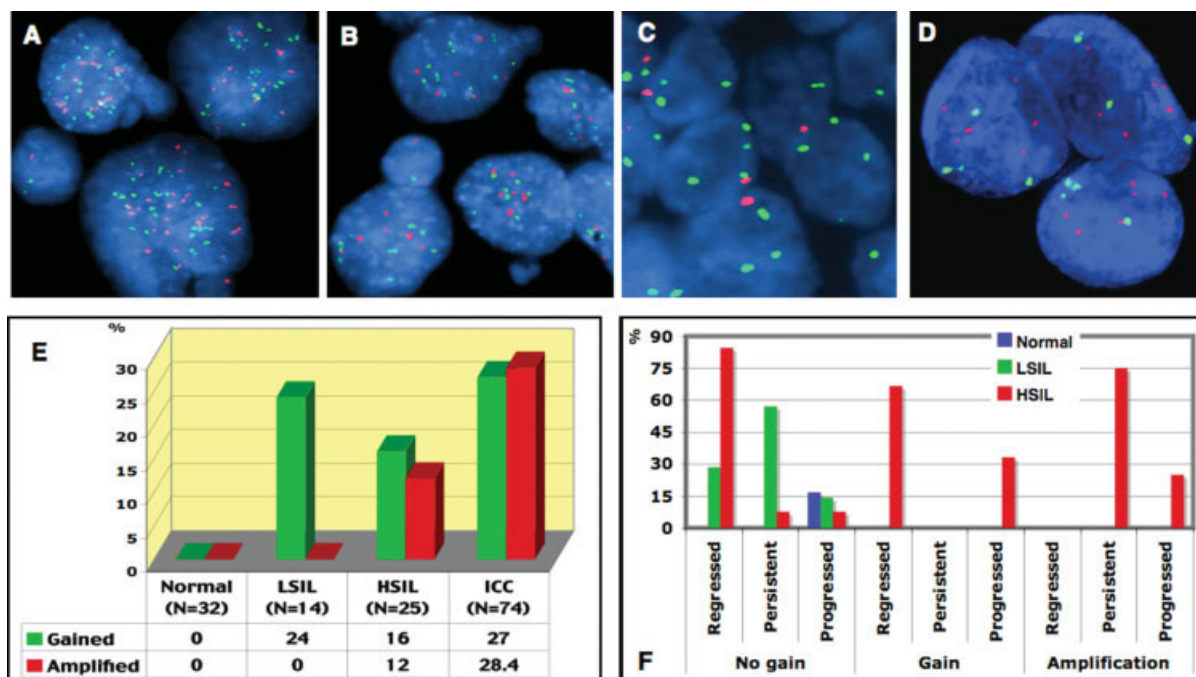 A
B
C
D
E
%
30
25
20
15
10
5
0
Normal LSIL HSIL ICC
(N=32) (N=14) (N=25) (N=74)
Gained 0 24 16 27
Amplified 0 0 12 28.4
%
90
75
60
45
30
15
0
Normal
LSIL
HSIL
Regressed Persistent Progressed Regressed Persistent Progressed Regressed Persistent Progressed
F No gain Gain Amplification